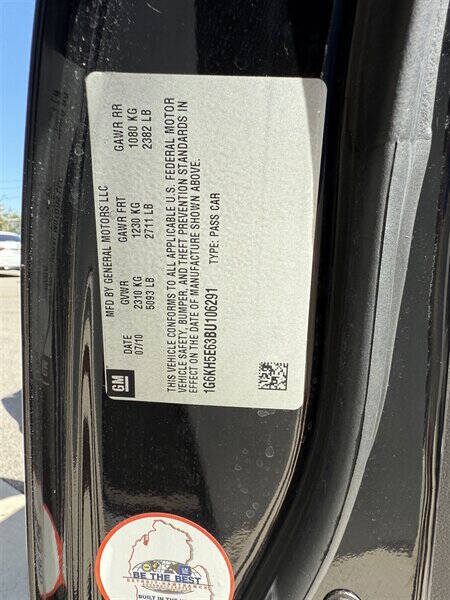 GM
MFD BY GENERAL MOTORS LLC
DATE GVWR GAWR FRT GAWR RR
07/10 2310 KG 1230 KG 1080 KG
5093 LB 2711 LB 2382 LB
THIS VEHICLE CONFORMS TO ALL APPLICABLE U.S. FEDERAL MOTOR
VEHICLE SAFETY, BUMPER, AND THEFT PREVENTION STANDARDS IN
EFFECT ON THE DATE OF MANUFACTURE SHOWN ABOVE.
1G6KH5E63BU106291 TYPE: PASS CAR
BE THE BEST
BUILT IN THE